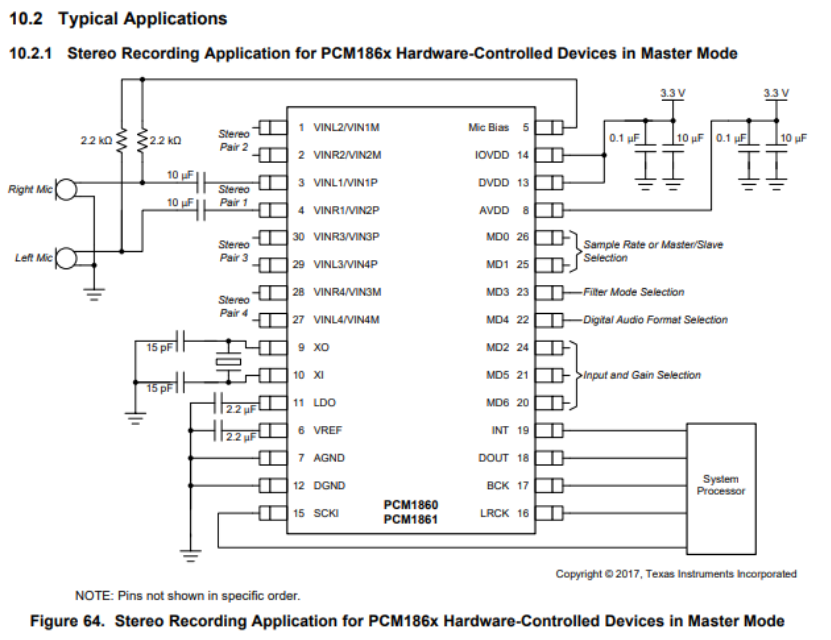 10.2 Typical Applications
10.2.1 Stereo Recording Application for PCM186x Hardware-Controlled Devices in Master Mode
3.3 V
3.3 V
2.2 kΩ
2.2 kΩ
0.1 µF
10 µF
0.1 µF
10 µF
Right Mic
Left Mic
10 µF
10 µF
Stereo
Pair 2
Stereo
Pair 1
Stereo
Pair 3
Stereo
Pair 4
15 pF
15 pF
2.2 µF
2.2 µF
1 VINL2/VIN1M
2 VINR2/VIN2M
3 VINL1/VIN1P
4 VINR1/VIN2P
30 VINR3/VIN3P
29 VINL3/VIN4P
28 VINR4/VIN3M
27 VINL4/VIN4M
9 XO
10 XI
11 LDO
6 VREF
7 AGND
12 DGND
15 SCKI
Mic Bias 5
IOVDD 14
DVDD 13
AVDD 8
MD0 26
MD1 25
MD3 23
MD4 22
MD2 24
MD5 21
MD6 20
INT 19
DOUT 18
BCK 17
LRCK 16
PCM1860
PCM1861
Sample Rate or Master/Slave
Selection
Filter Mode Selection
Digital Audio Format Selection
Input and Gain Selection
System
Processor
Copyright © 2017, Texas Instruments Incorporated
NOTE: Pins not shown in specific order.
Figure 64. Stereo Recording Application for PCM186x Hardware-Controlled Devices in Master Mode